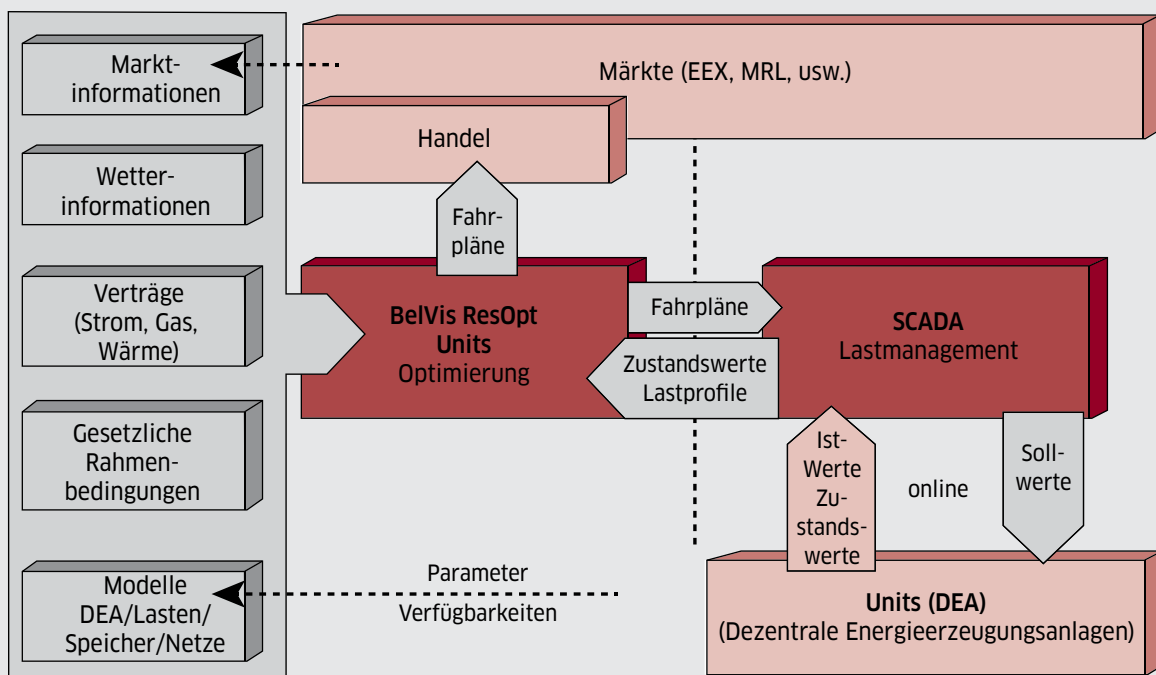 Markt-
informationen
Wetter-
informationen
Verträge
(Strom, Gas,
Wärme)
Gesetzliche
Rahmen-
bedingungen
Modelle
DEA/Lasten/
Speicher/Netze
Märkte (EEX, MRL, usw.)
Handel
Fahr-
pläne
BelVis ResOpt
Units
Optimierung
Fahrpläne
Zustandswerte
Lastprofile
SCADA
Lastmanagement
Ist-
Werte
Zu-
stands-
werte
online
Soll-
werte
Parameter
Verfügbarkeiten
Units (DEA)
(Dezentrale Energieerzeugungsanlagen)